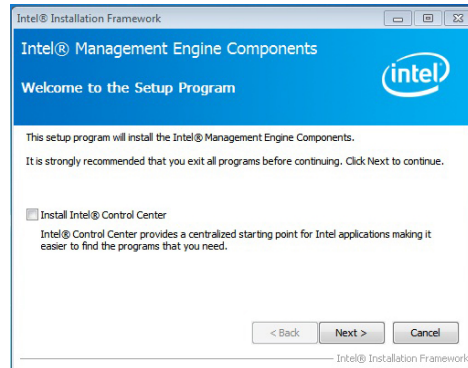 Intel® Installation Framework
Intel® Management Engine Components
Welcome to the Setup Program
intel
This setup program will install the Intel® Management Engine Components.
It is strongly recommended that you exit all programs before continuing. Click Next to continue.
Install Intel® Control Center
Intel® Control Center provides a centralized starting point for Intel applications making it
easier to find the programs that you need.
< Back Next > Cancel
Intel® Installation Framework